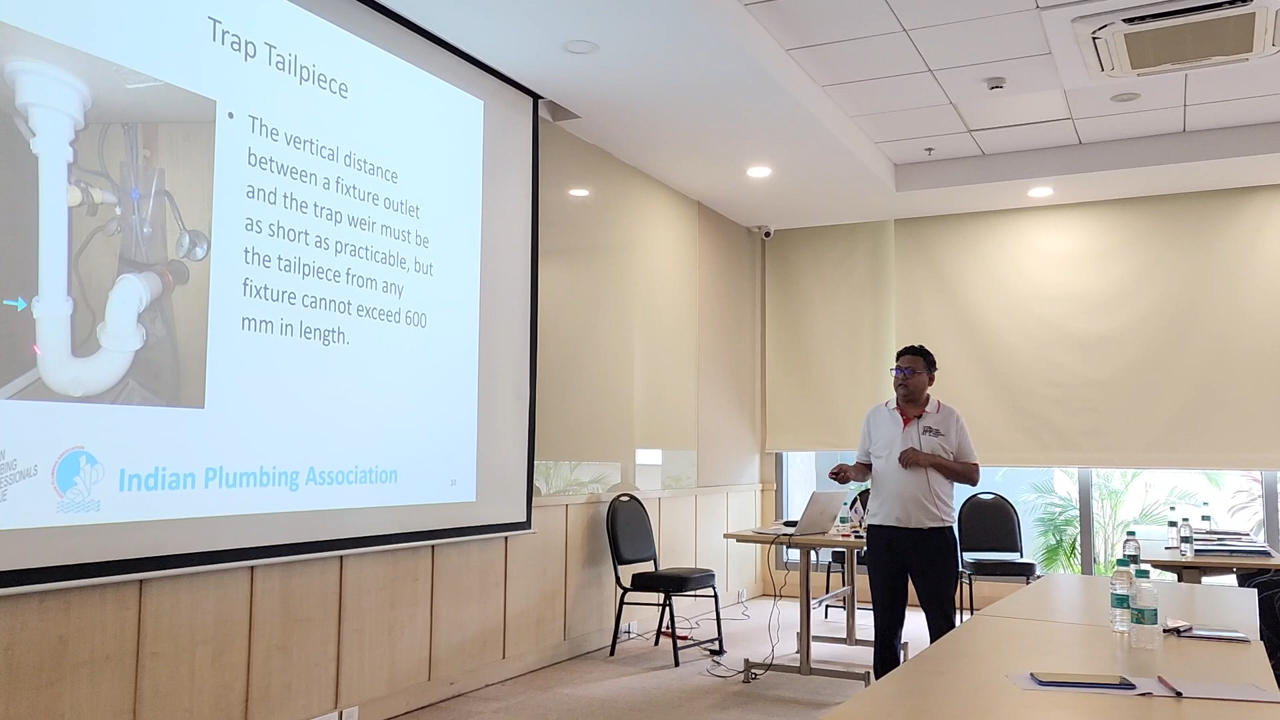 Trap Tailpiece
• The vertical distance
between a fixture outlet
and the trap weir must be
as short as practicable, but
the tailpiece from any
fixture cannot exceed 600
mm in length.
Indian Plumbing Association